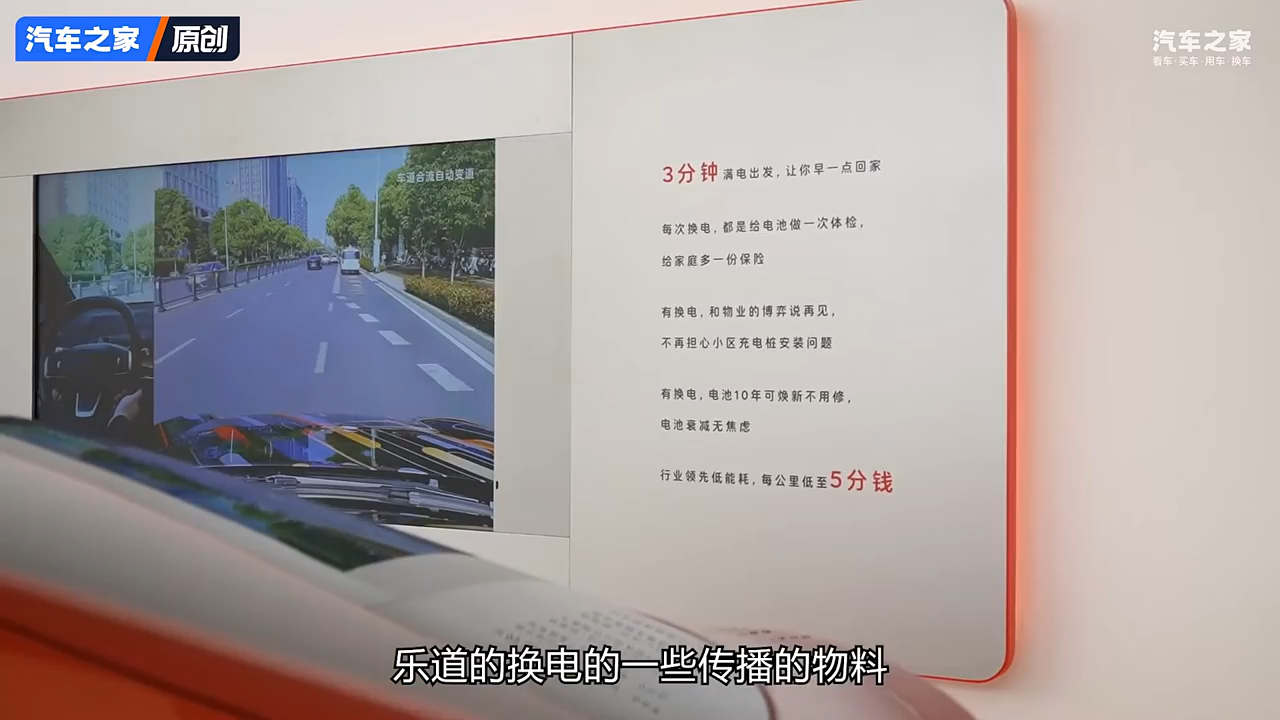 汽车之家 原创
汽车之家
看车·买车·用车·换车
车道合流自动变道
3分钟满电出发,让你早一点回家
每次换电,都是给电池做一次体检,
给家庭多一份保险
有换电,和物业的博弈说再见,
不再担心小区充电桩安装问题
有换电,电池10年可焕新不用修,
电池衰减无焦虑
行业领先低能耗,每公里低至5分钱
乐道的换电的一些传播的物料